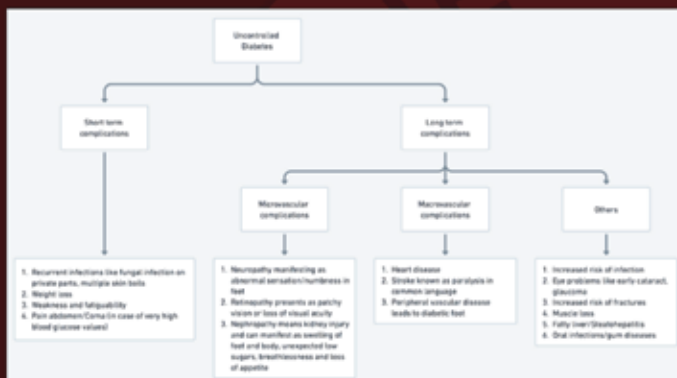 Uncontrolled
Diabetes
Short term
complications
Long term
complications
Microvascular
complications
Macrovascular
complications
Others
1. Recurrent infections like fungal infection on
private parts, multiple skin boils
2. Weight loss
3. Weakness and fatiguability
4. Pain abdomen/Coma (in case of very high
blood glucose values)
1. Neuropathy manifesting as
abnormal sensation/numbness in
feet
2. Retinopathy presents as patchy
vision or loss of visual acuity
3. Nephropathy means kidney injury
and can manifest as swelling of
feet and body, unexpected low
sugars, breathlessness and loss
of appetite
1. Heart disease
2. Stroke known as paralysis in
common language
3. Peripheral vascular disease
leads to diabetic foot
1. Increased risk of infection
2. Eye problems like early cataract,
glaucoma
3. Increased risk of fractures
4. Muscle loss
5. Fatty liver/Steatohepatitis
6. Oral infections/gum diseases